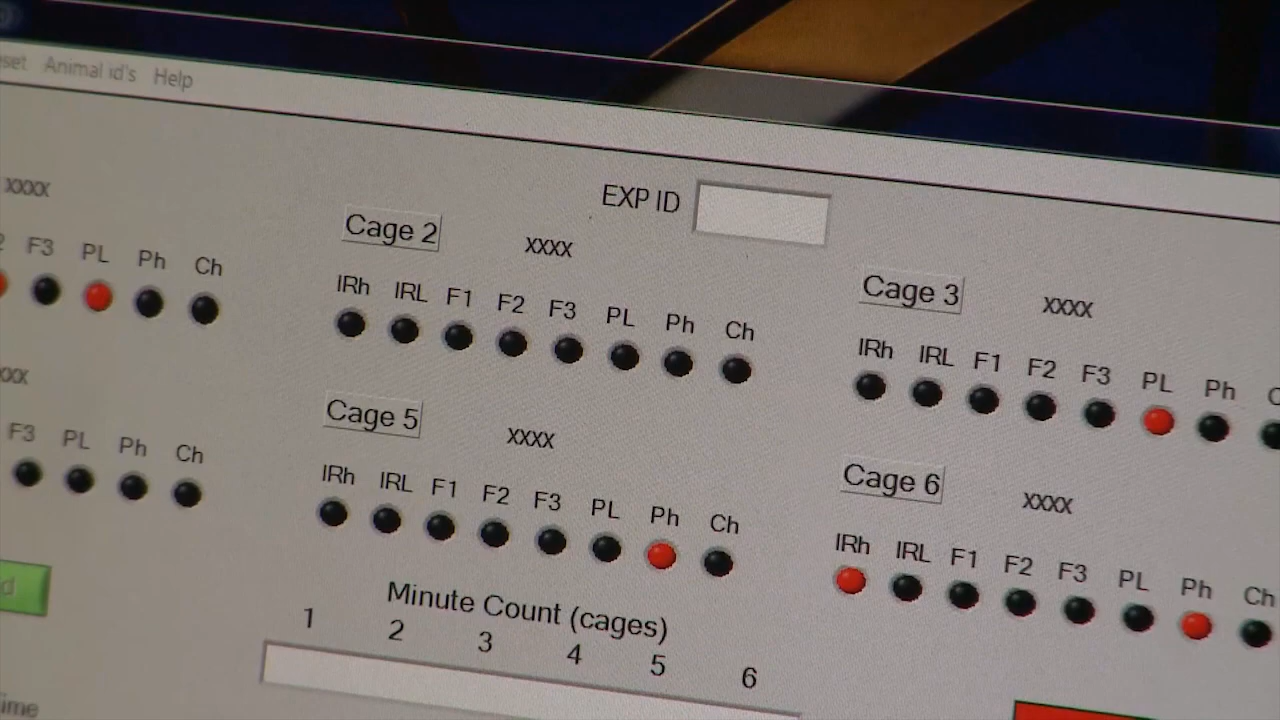 Animal id's Help
EXP ID
xxxx
F3 PL Ph Ch
Cage 2 xxxx
IRh IRL F1 F2 F3 PL Ph Ch
Cage 3 xxxx
IRh IRL F1 F2 F3 PL Ph
F3 PL Ph Ch
Cage 5 xxxx
IRh IRL F1 F2 F3 PL Ph Ch
Cage 6 xxxx
IRh IRL F1 F2 F3 PL Ph Ch
Minute Count (cages)
1 2 3 4 5 6